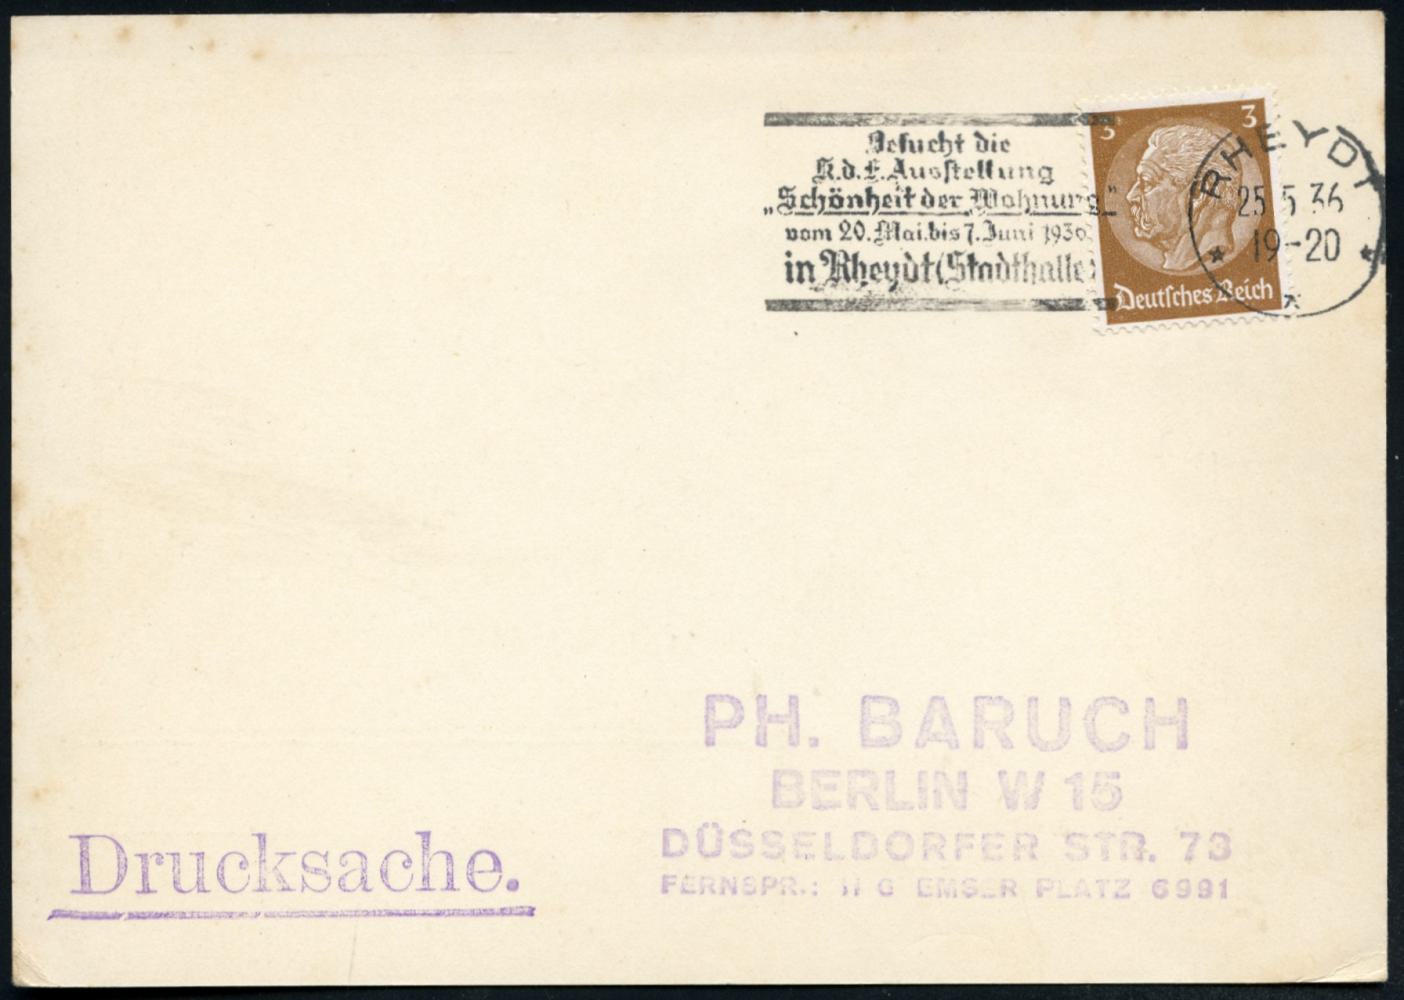 Besucht die
K.d.F. Ausstellung
„Schönheit der Wohnung"
vom 20. Mai. bis 7. Juni 1936
in Rheydt (Stadthalle)
3 3
Deutsches Reich
RHEYDT
25 5 36
19-20
PH. BARUCH
BERLIN W 15
DÜSSELDORFER STR. 73
FERNSPR.: EMSER PLATZ 6991
Drucksache.